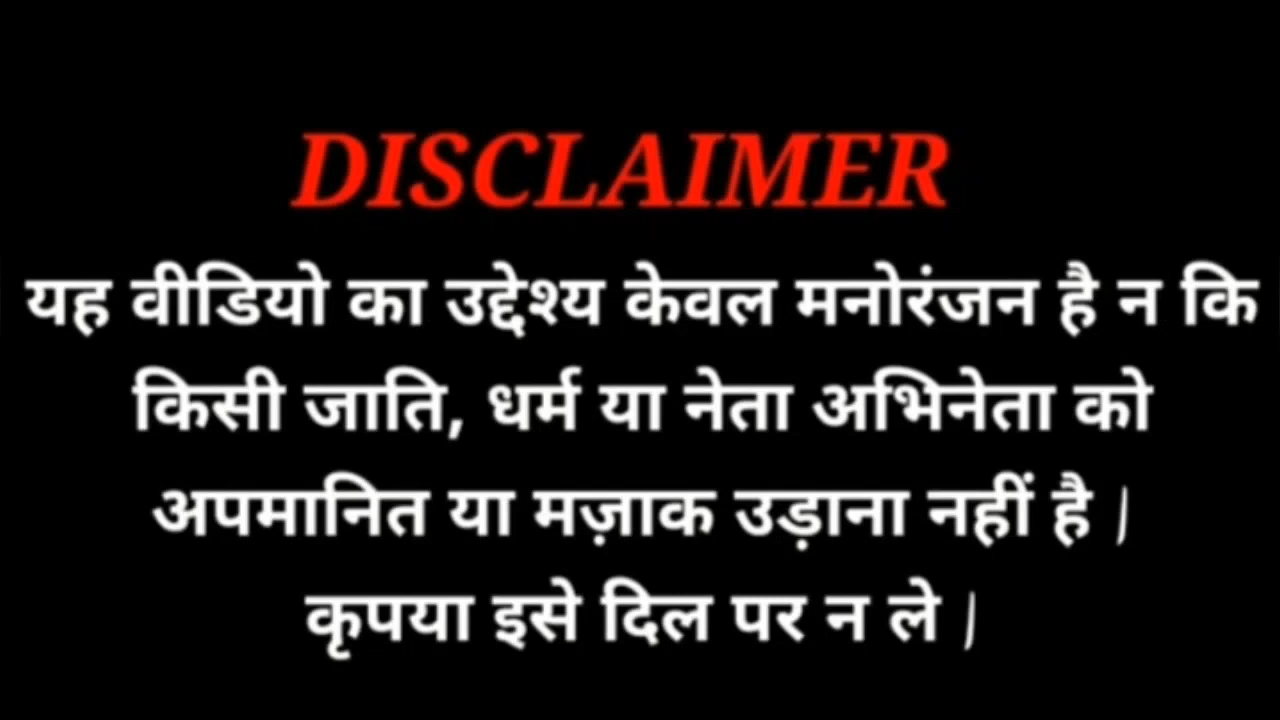 DISCLAIMER
यह वीडियो का उद्देश्य केवल मनोरंजन है न कि
किसी जाति, धर्म या नेता अभिनेता को
अपमानित या मज़ाक उड़ाना नहीं है |
कृपया इसे दिल पर न ले |